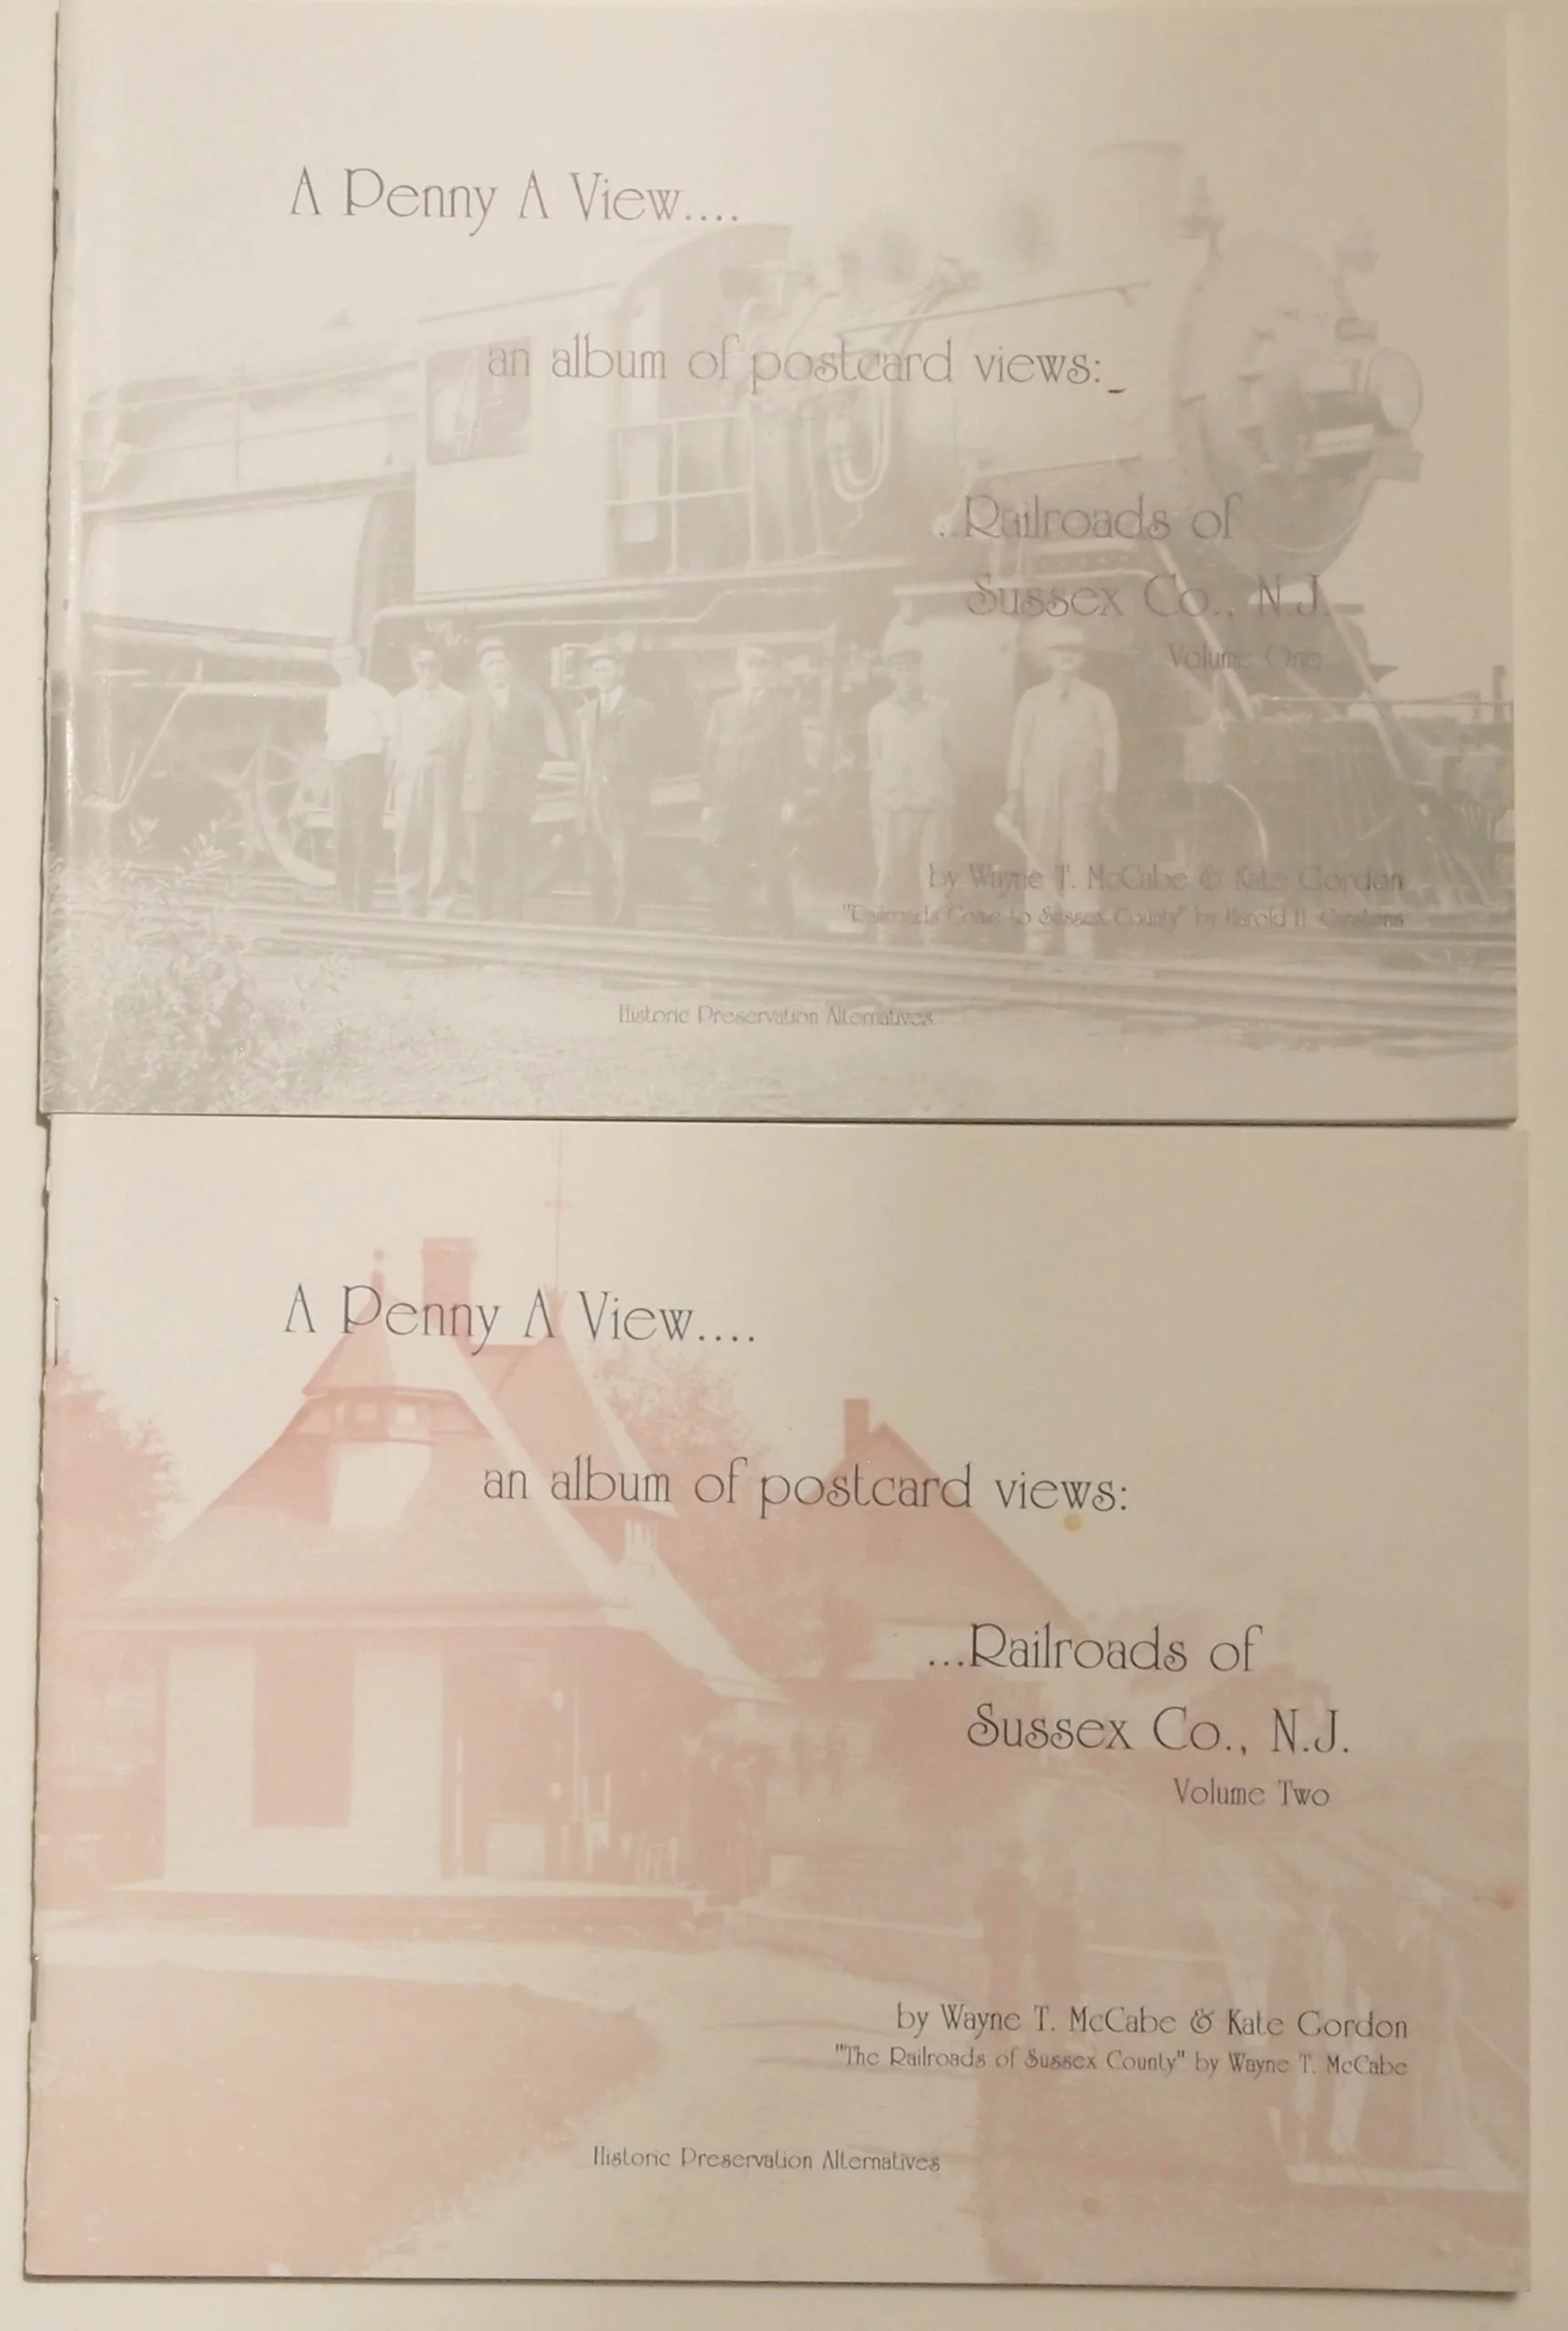 A Penny A View....
an album of postcard views:
...Railroads of
Sussex Co., N.J.
Volume One
by Wayne T. McCabe & Kate Gordon
"Railroads Come to Sussex County" by Harold H. Carstens
Historic Preservation Alternatives
A Penny A View....
an album of postcard views:
...Railroads of
Sussex Co., N.J.
Volume Two
by Wayne T. McCabe & Kate Gordon
"The Railroads of Sussex County" by Wayne T. McCabe
Historic Preservation Alternatives